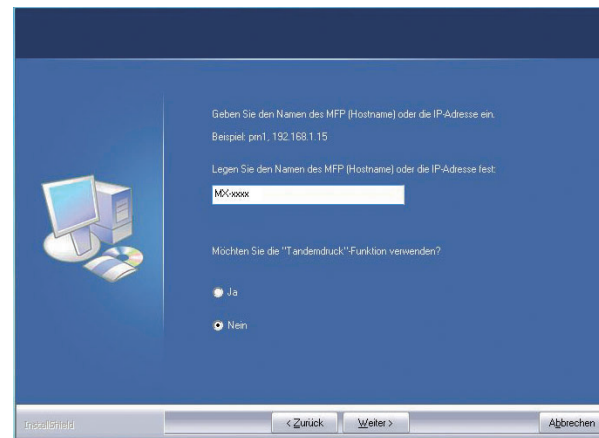 Geben Sie den Namen des MFP (Hostname) oder die IP-Adresse ein.
Beispiel: prn1, 192.168.1.15
Legen Sie den Namen des MFP (Hostname) oder die IP-Adresse fest:
MX-xxxx
Möchten Sie die "Tandemdruck"-Funktion verwenden?
Ja
Nein
InstallShield
< Zurück
Weiter >
Abbrechen